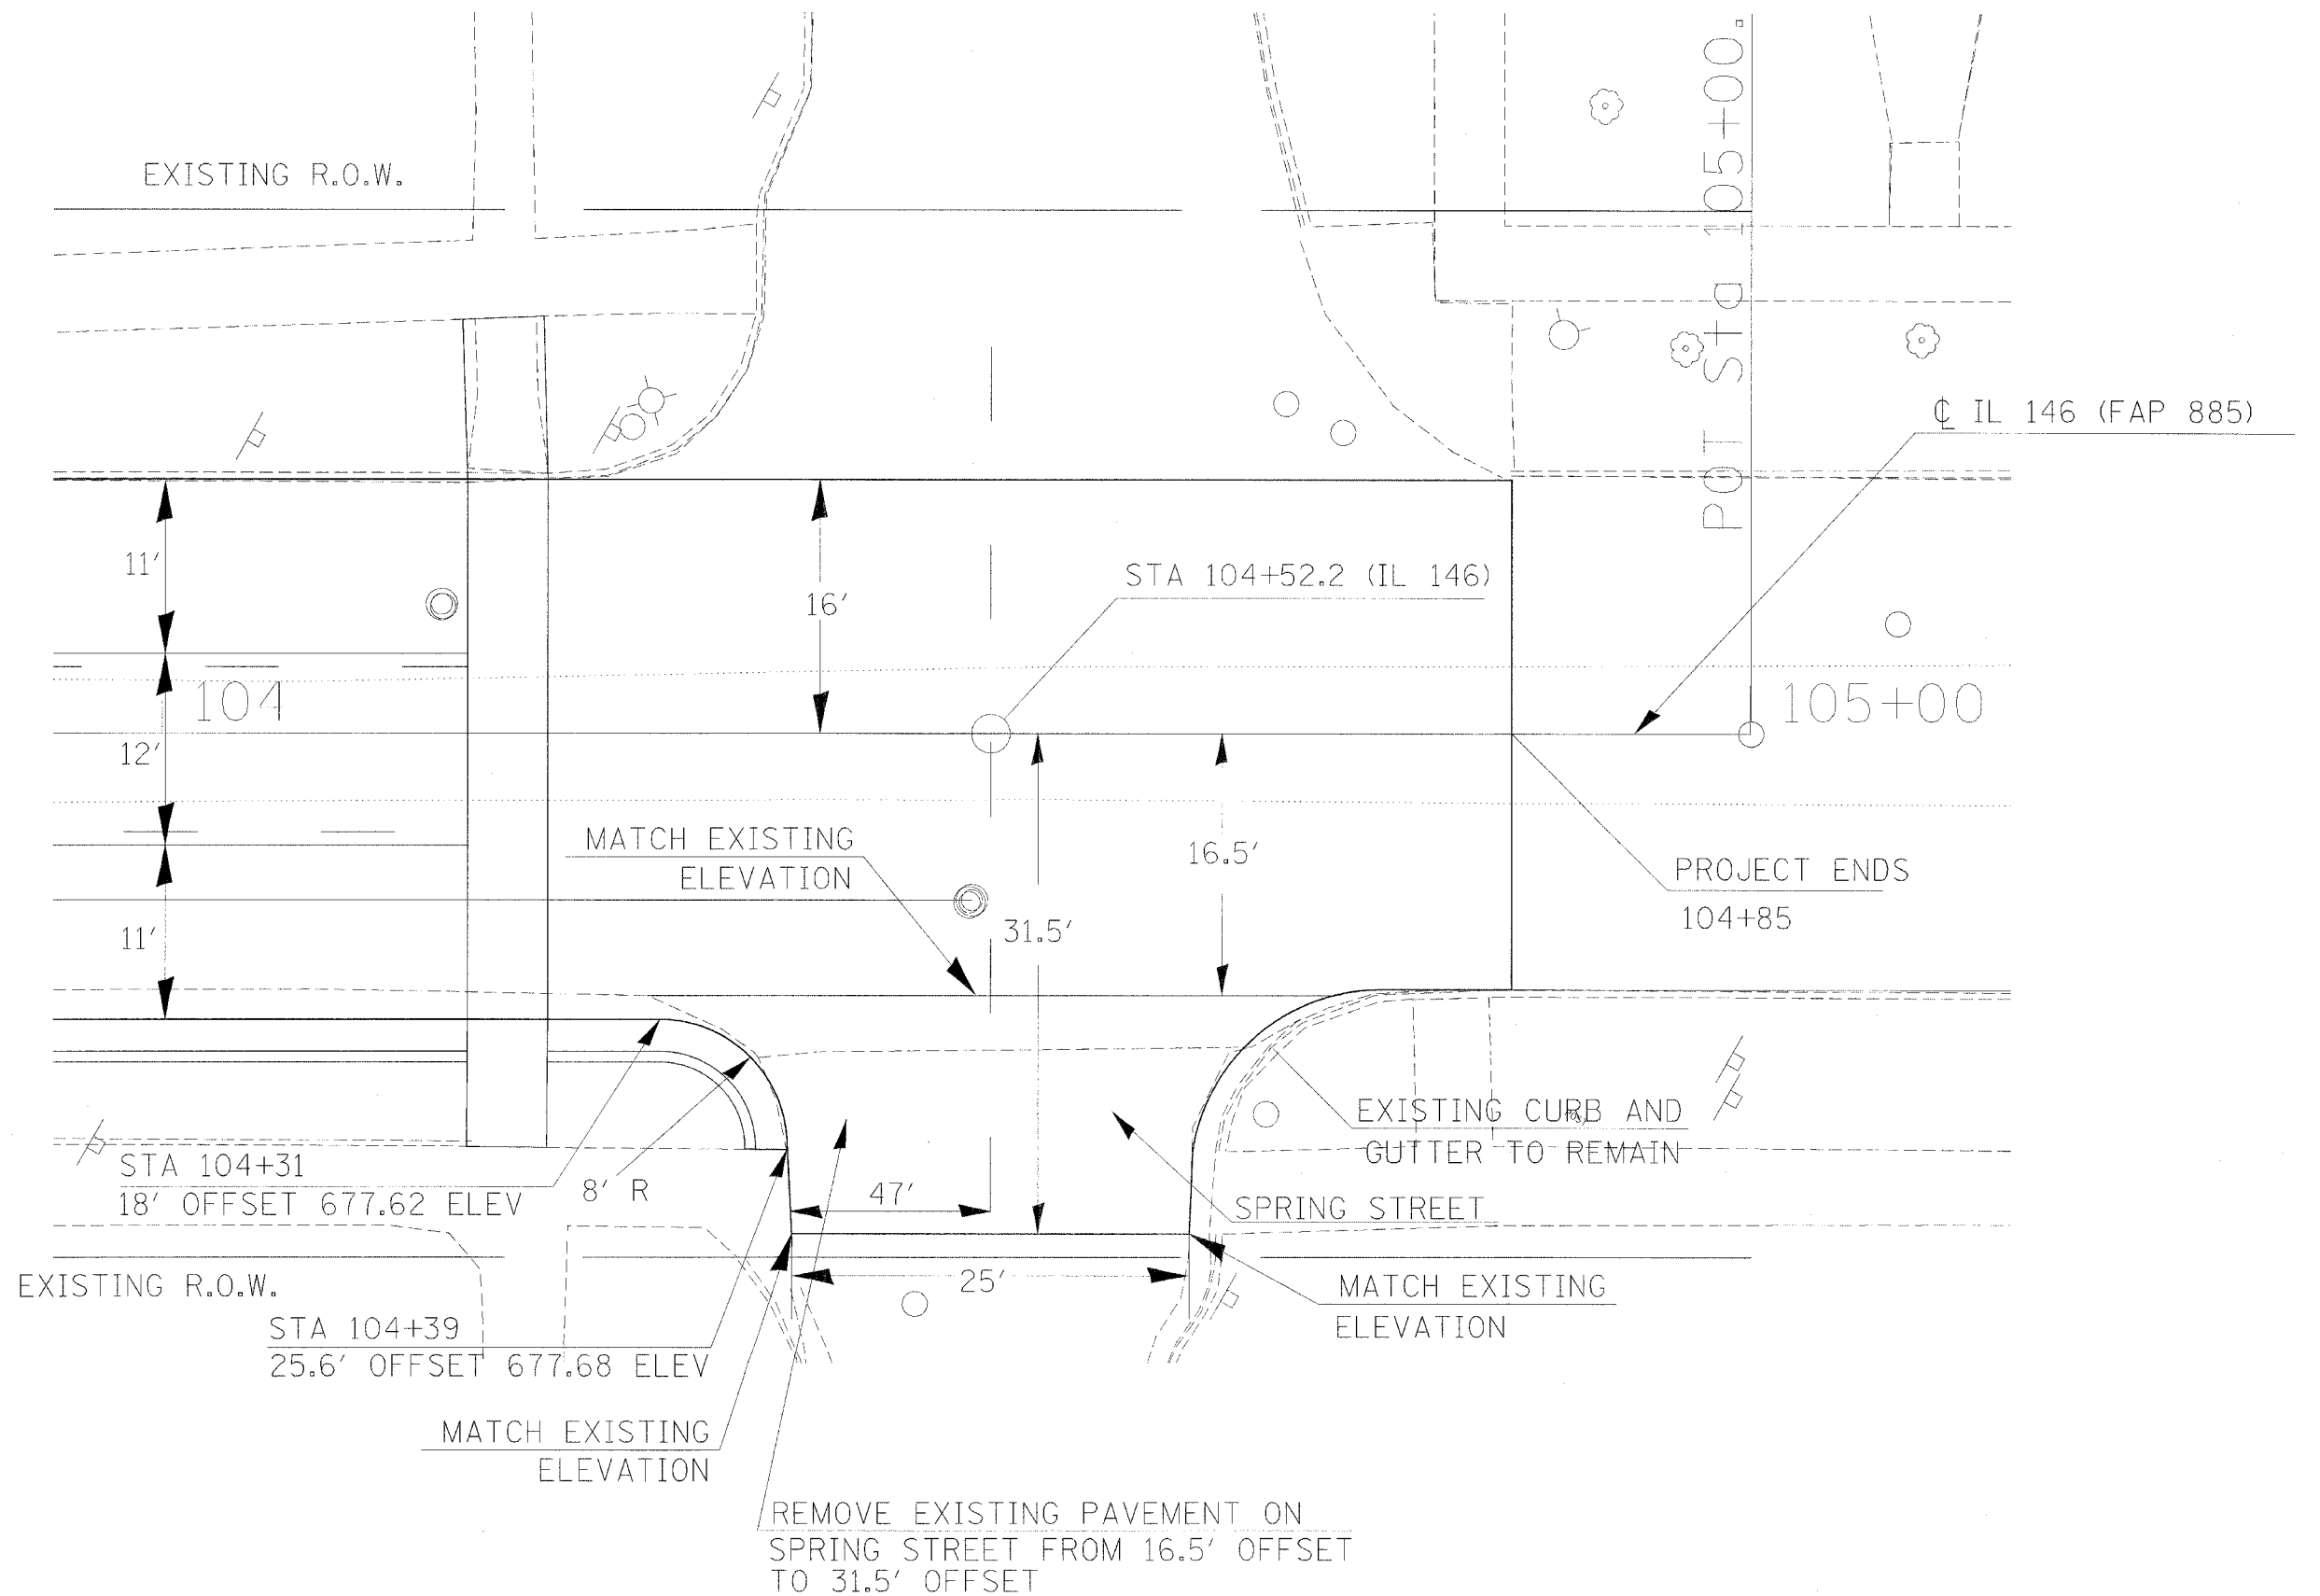 POT Sta 105+00.
EXISTING R.O.W.
℄ IL 146 (FAP 885)
11'
16'
STA 104+52.2 (IL 146)
104
105+00
12'
MATCH EXISTING
ELEVATION
16.5'
PROJECT ENDS
104+85
31.5'
11'
EXISTING CURB AND
GUTTER TO REMAIN
STA 104+31
18' OFFSET 677.62 ELEV
8' R
47'
SPRING STREET
25'
EXISTING R.O.W.
MATCH EXISTING
ELEVATION
STA 104+39
25.6' OFFSET 677.68 ELEV
MATCH EXISTING
ELEVATION
REMOVE EXISTING PAVEMENT ON
SPRING STREET FROM 16.5' OFFSET
TO 31.5' OFFSET